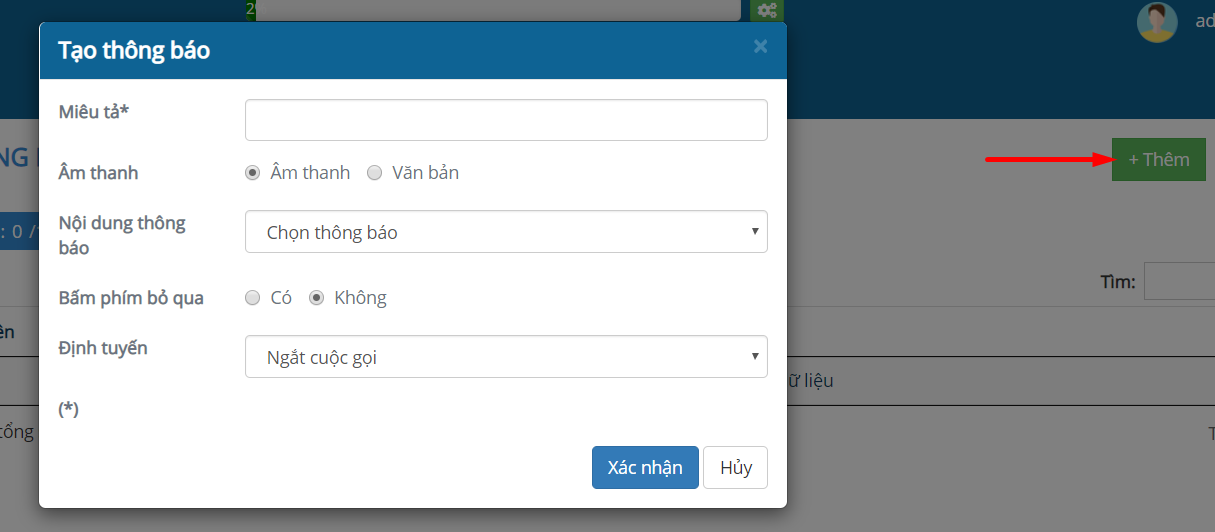 29
ad
Tạo thông báo ×
Miêu tả*
NG
+ Thêm
Âm thanh Âm thanh Văn bản
: 0 /
Nội dung thông báo Chọn thông báo
Tìm:
Bấm phím bỏ qua Có Không
ên
Định tuyến Ngắt cuộc gọi
ữ liệu
(*)
tổng
T
Xác nhận Hủy